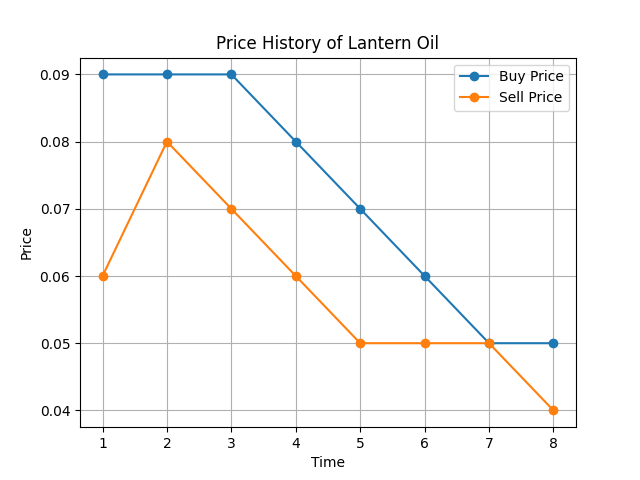 Price History of Lantern Oil
Buy Price
Sell Price
0.09
0.08
0.07
0.06
0.05
0.04
Price
1 2 3 4 5 6 7 8
Time